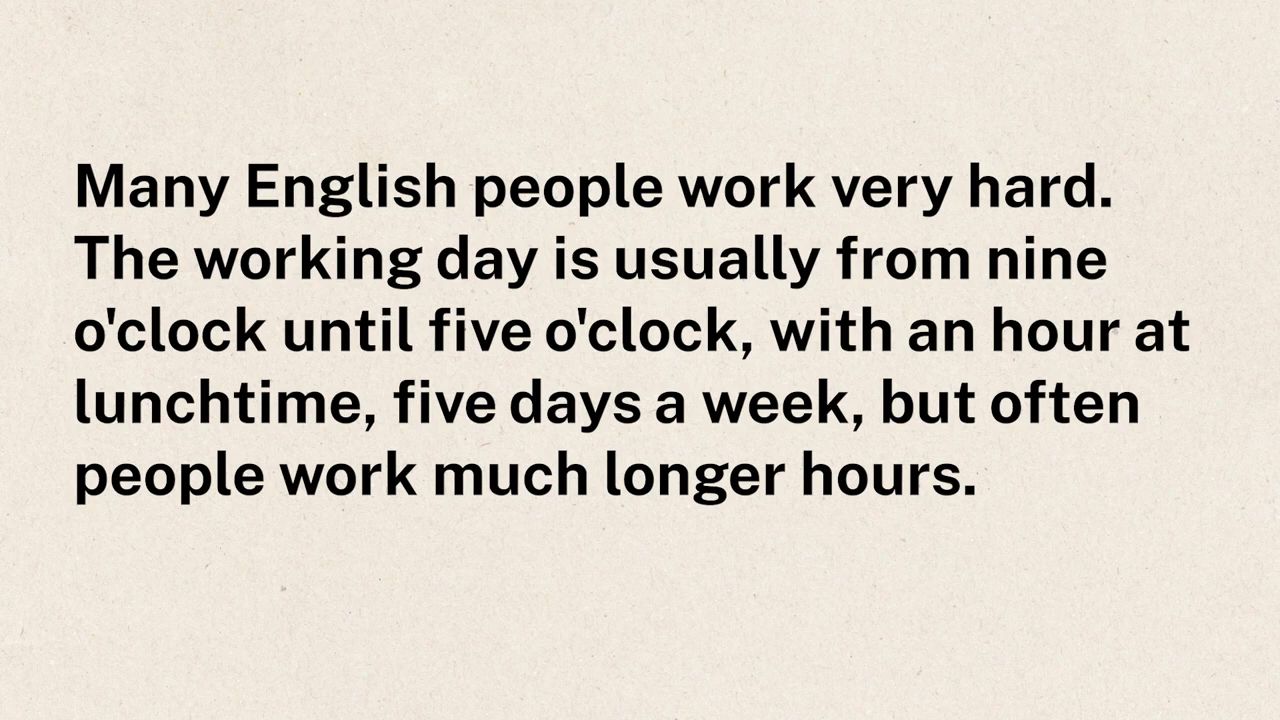 Many English people work very hard.
The working day is usually from nine
o'clock until five o'clock, with an hour at
lunchtime, five days a week, but often
people work much longer hours.